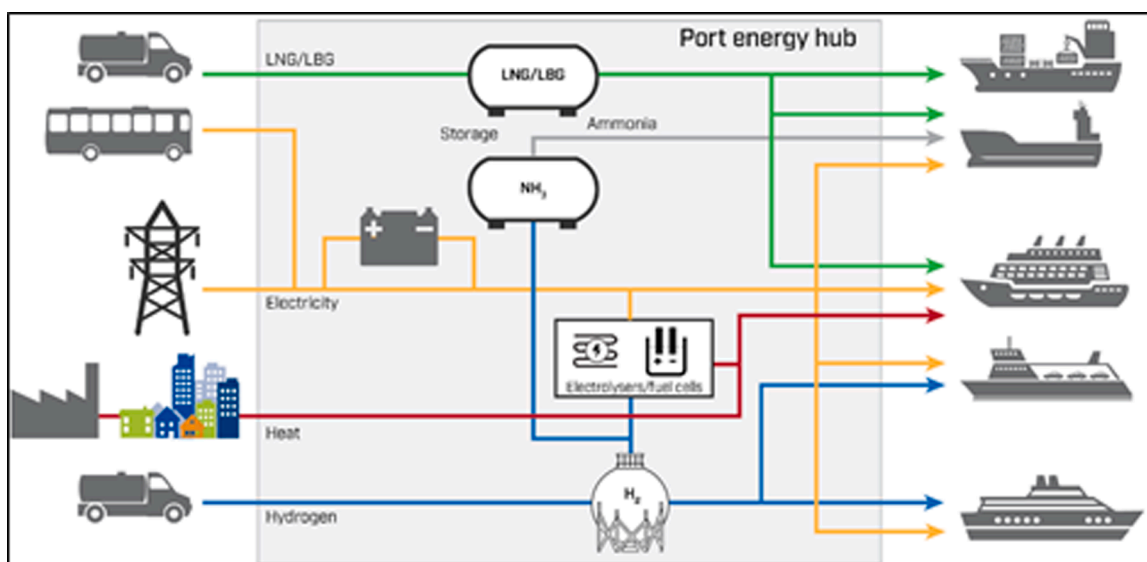 Port energy hub
LNG/LBG
LNG/LBG
Storage
Ammonia
NH₃
+ −
Electricity
Electrolysers/fuel cells
Heat
H₂
Hydrogen